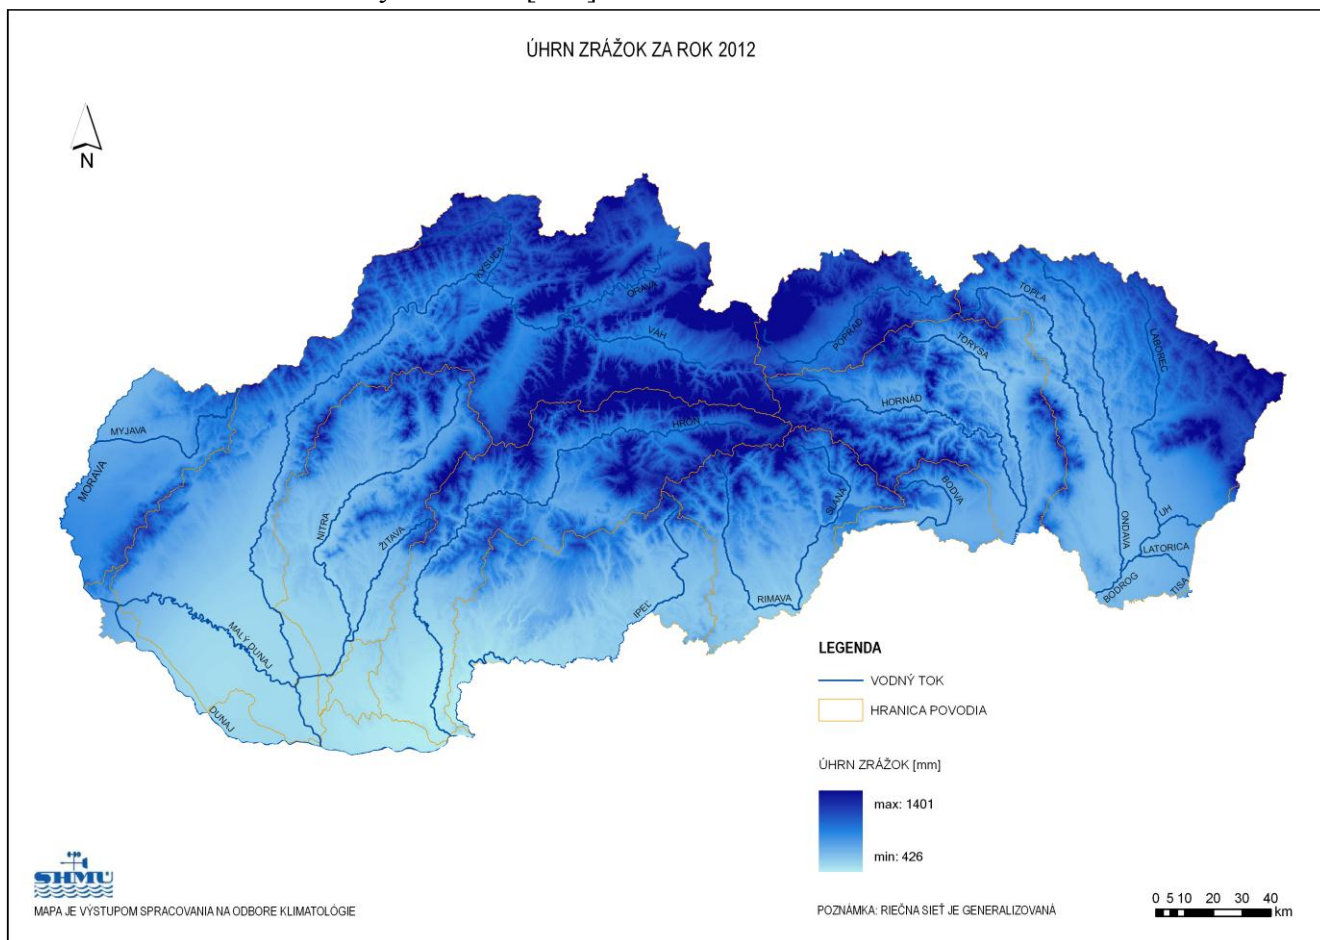 ÚHRN ZRÁŽOK ZA ROK 2012
N
KYSUCA
ORAVA
VÁH
POPRAD
TORYSA
TOPĽA
LABOREC
HORNÁD
HRON
MYJAVA
MORAVA
NITRA
ŽITAVA
SLANÁ
BODVA
ONDAVA
UH
LATORICA
BODROG
TISA
IPEĽ
RIMAVA
MALÝ DUNAJ
DUNAJ
LEGENDA
VODNÝ TOK
HRANICA POVODIA
ÚHRN ZRÁŽOK [mm]
max: 1401
min: 426
SHMÚ
MAPA JE VÝSTUPOM SPRACOVANIA NA ODBORE KLIMATOLÓGIE
POZNÁMKA: RIEČNA SIEŤ JE GENERALIZOVANÁ
0 5 10 20 30 40
km